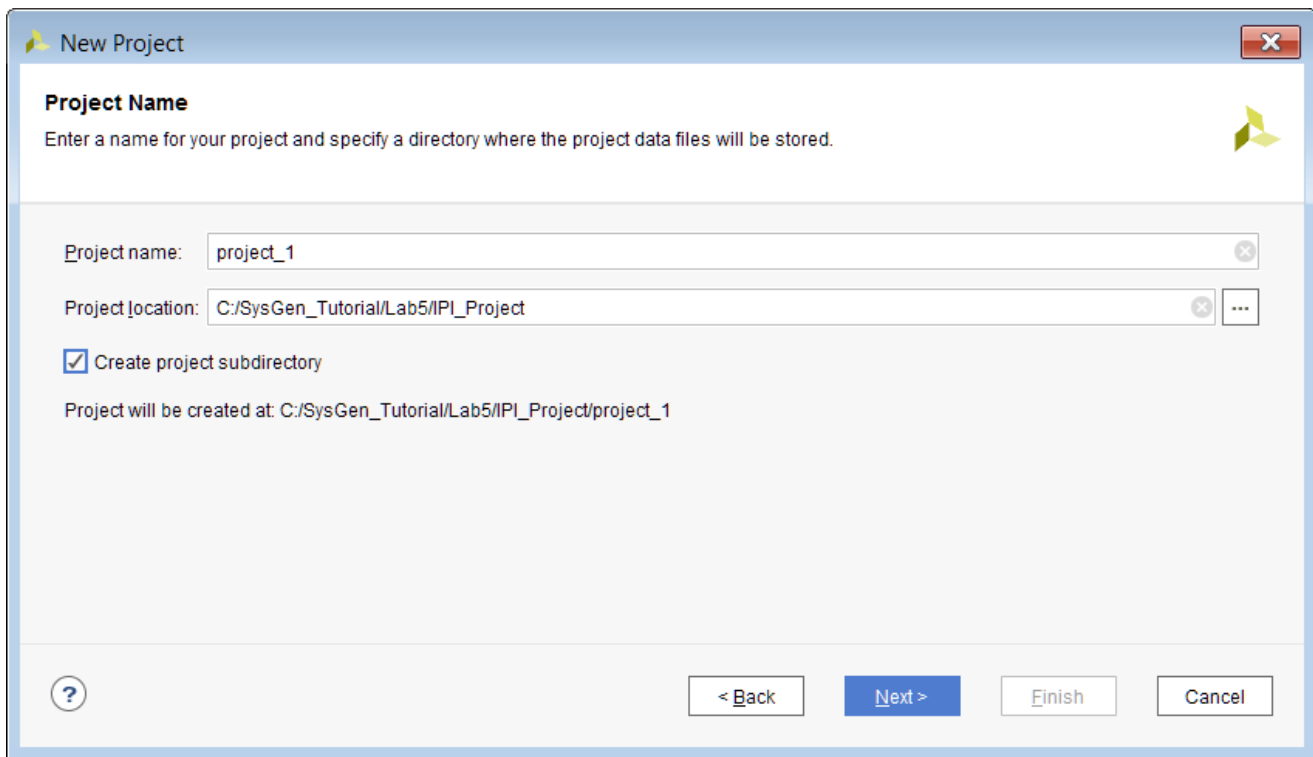 New Project
Project Name
Enter a name for your project and specify a directory where the project data files will be stored.
Project name: project_1
Project location: C:/SysGen_Tutorial/Lab5/IPI_Project ...
Create project subdirectory
Project will be created at: C:/SysGen_Tutorial/Lab5/IPI_Project/project_1
? < Back Next > Finish Cancel